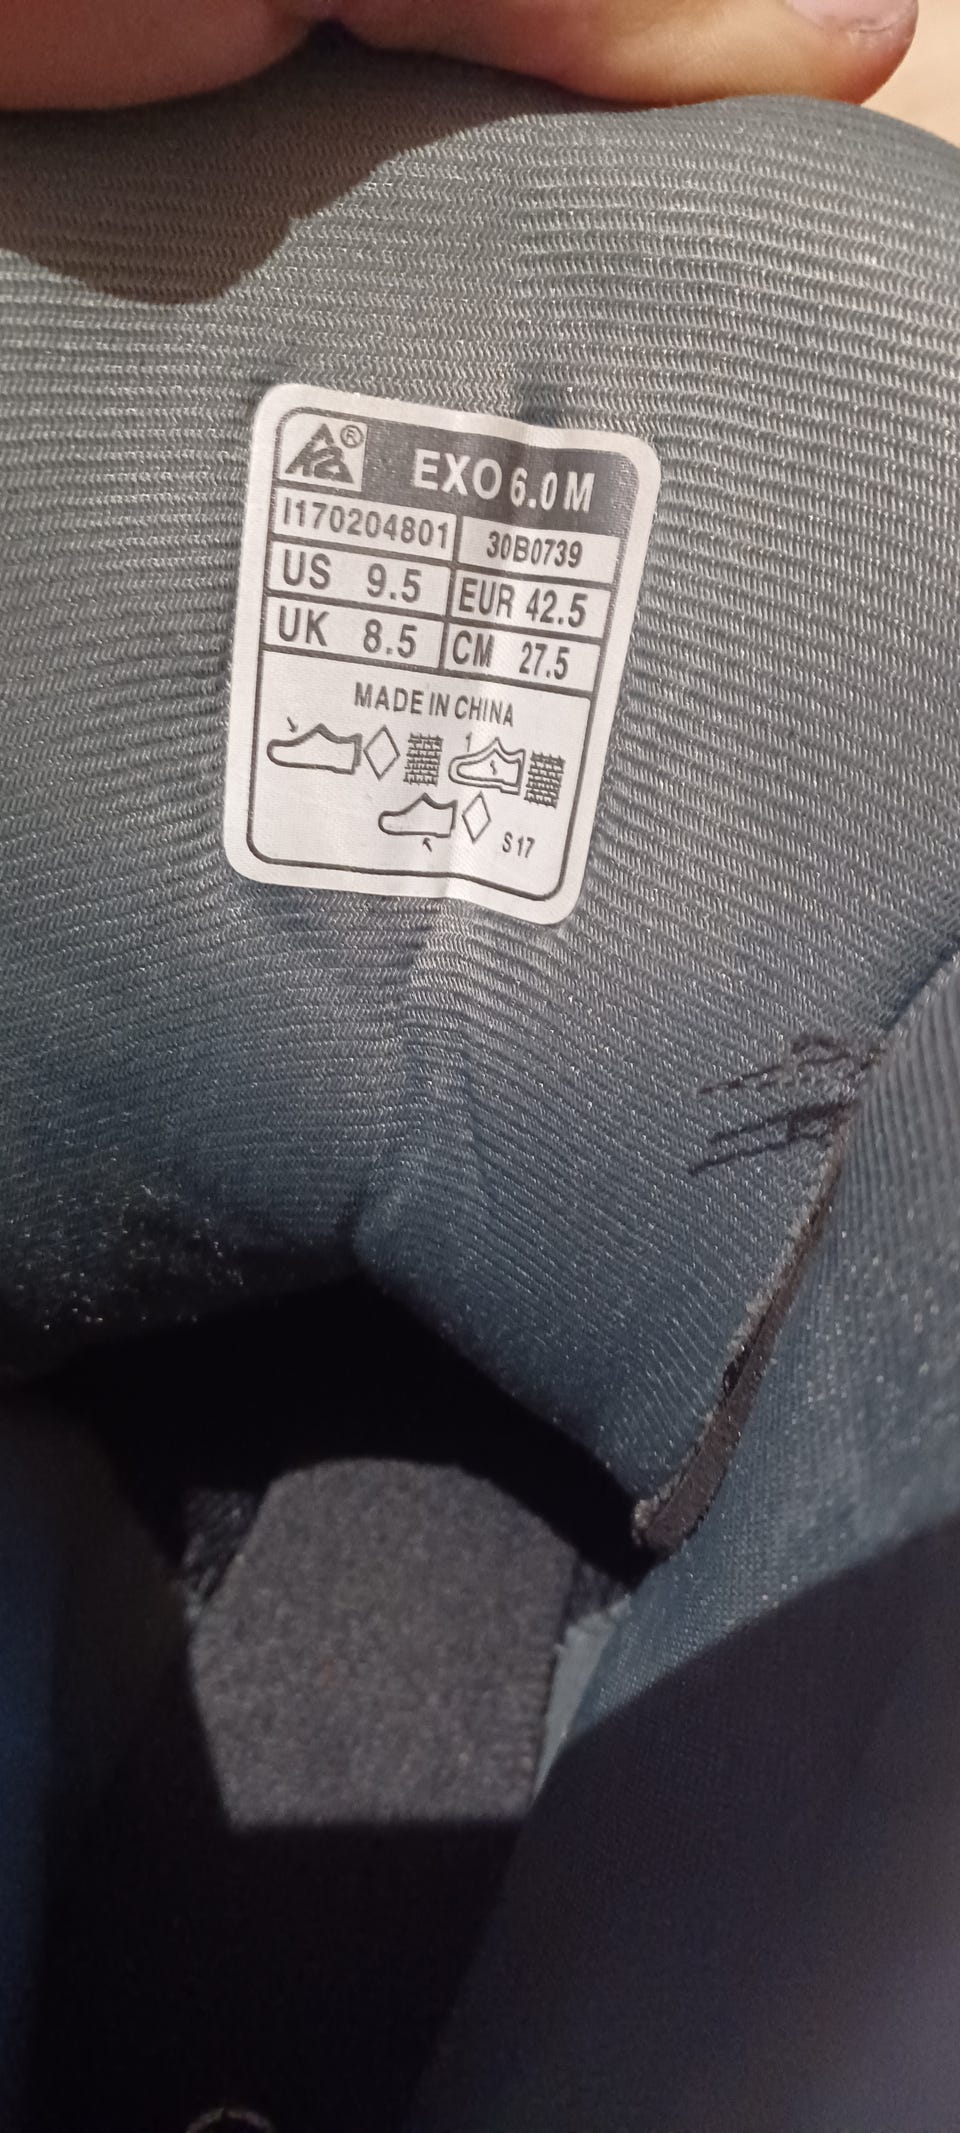 K2® EXO 6.0 M
I170204801 30B0739
US 9.5 EUR 42.5
UK 8.5 CM 27.5
MADE IN CHINA
1
S17